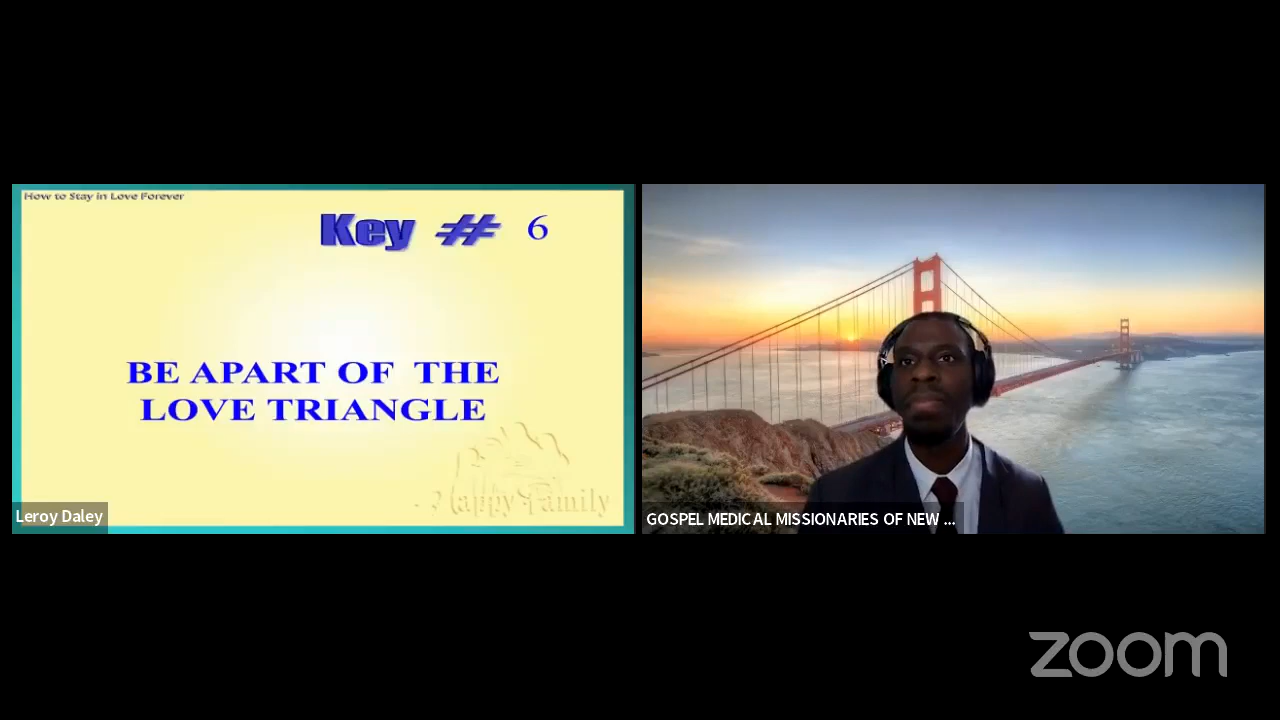 How to Stay in Love Forever
Key # 6
BE APART OF THE
LOVE TRIANGLE
Happy Family
Leroy Daley
GOSPEL MEDICAL MISSIONARIES OF NEW ...
zoom